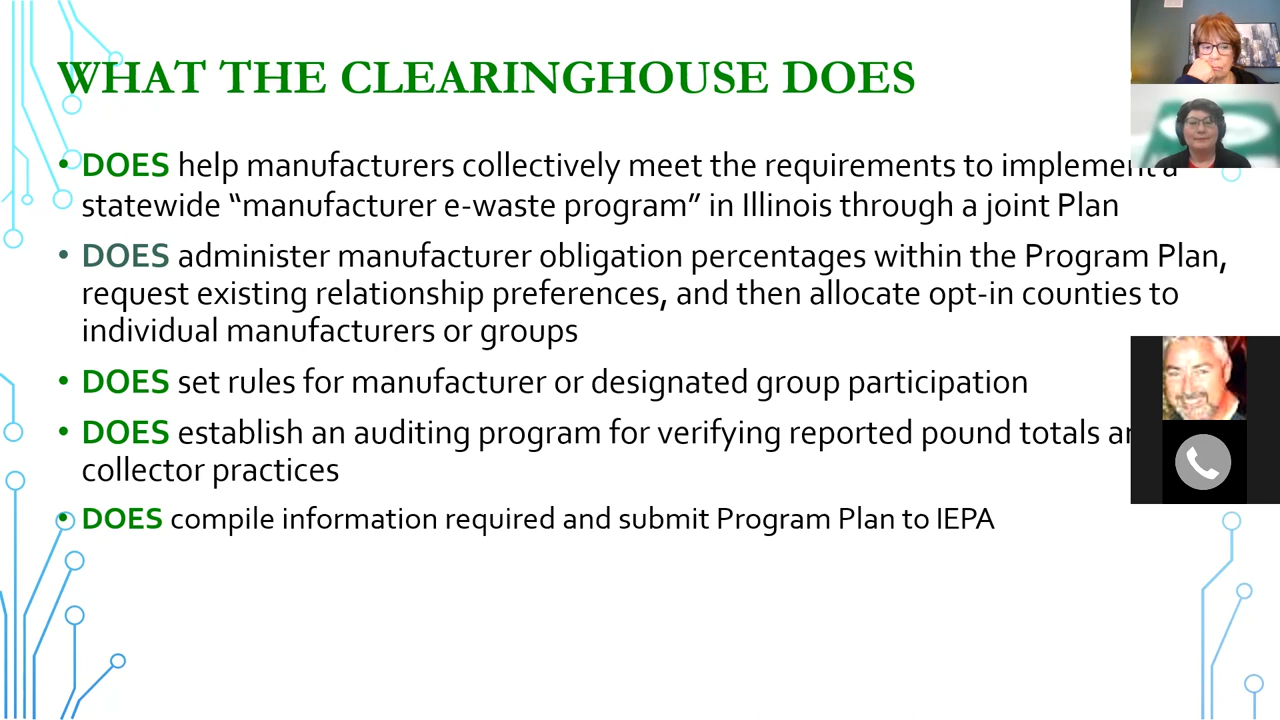 WHAT THE CLEARINGHOUSE DOES
• DOES help manufacturers collectively meet the requirements to implement a
statewide “manufacturer e-waste program” in Illinois through a joint Plan
• DOES administer manufacturer obligation percentages within the Program Plan,
request existing relationship preferences, and then allocate opt-in counties to
individual manufacturers or groups
• DOES set rules for manufacturer or designated group participation
• DOES establish an auditing program for verifying reported pound totals
collector practices
• DOES compile information required and submit Program Plan to IEPA